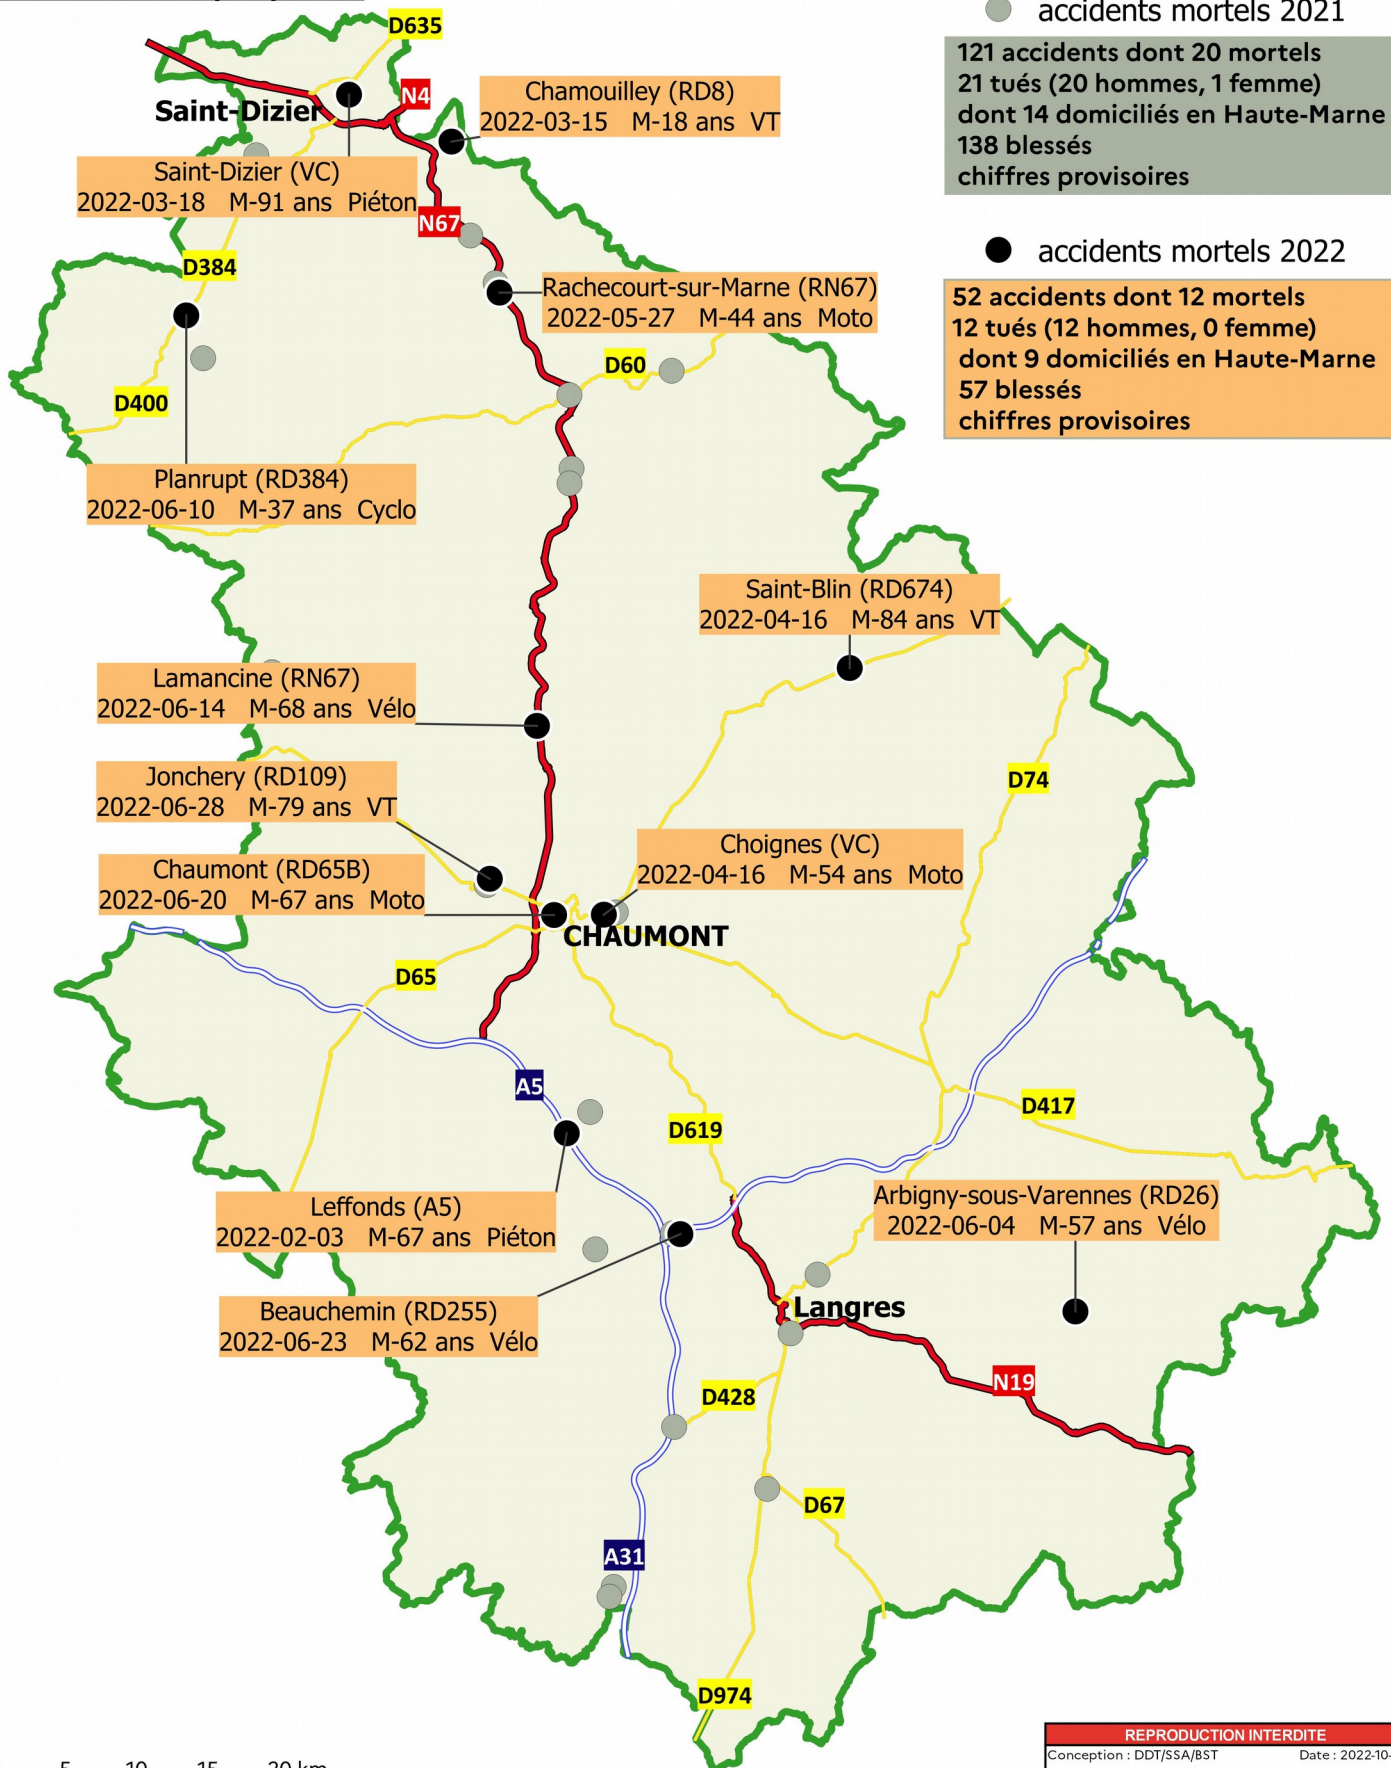 accidents mortels 2021
121 accidents dont 20 mortels
21 tués (20 hommes, 1 femme)
dont 14 domiciliés en Haute-Marne
138 blessés
chiffres provisoires
accidents mortels 2022
52 accidents dont 12 mortels
12 tués (12 hommes, 0 femme)
dont 9 domiciliés en Haute-Marne
57 blessés
chiffres provisoires
D635
N4
Saint-Dizier
Chamouilley (RD8)
2022-03-15 M-18 ans VT
Saint-Dizier (VC)
2022-03-18 M-91 ans Piéton
N67
D384
Rachecourt-sur-Marne (RN67)
2022-05-27 M-44 ans Moto
D60
D400
Planrupt (RD384)
2022-06-10 M-37 ans Cyclo
Saint-Blin (RD674)
2022-04-16 M-84 ans VT
Lamancine (RN67)
2022-06-14 M-68 ans Vélo
Jonchery (RD109)
2022-06-28 M-79 ans VT
D74
Choignes (VC)
2022-04-16 M-54 ans Moto
Chaumont (RD65B)
2022-06-20 M-67 ans Moto
CHAUMONT
D65
A5
D417
D619
Leffonds (A5)
2022-02-03 M-67 ans Piéton
Arbigny-sous-Varennes (RD26)
2022-06-04 M-57 ans Vélo
Beauchemin (RD255)
2022-06-23 M-62 ans Vélo
Langres
N19
D428
D67
A31
D974
5 10 15 20 km
REPRODUCTION INTERDITE
Conception : DDT/SSA/BST Date : 2022-10-